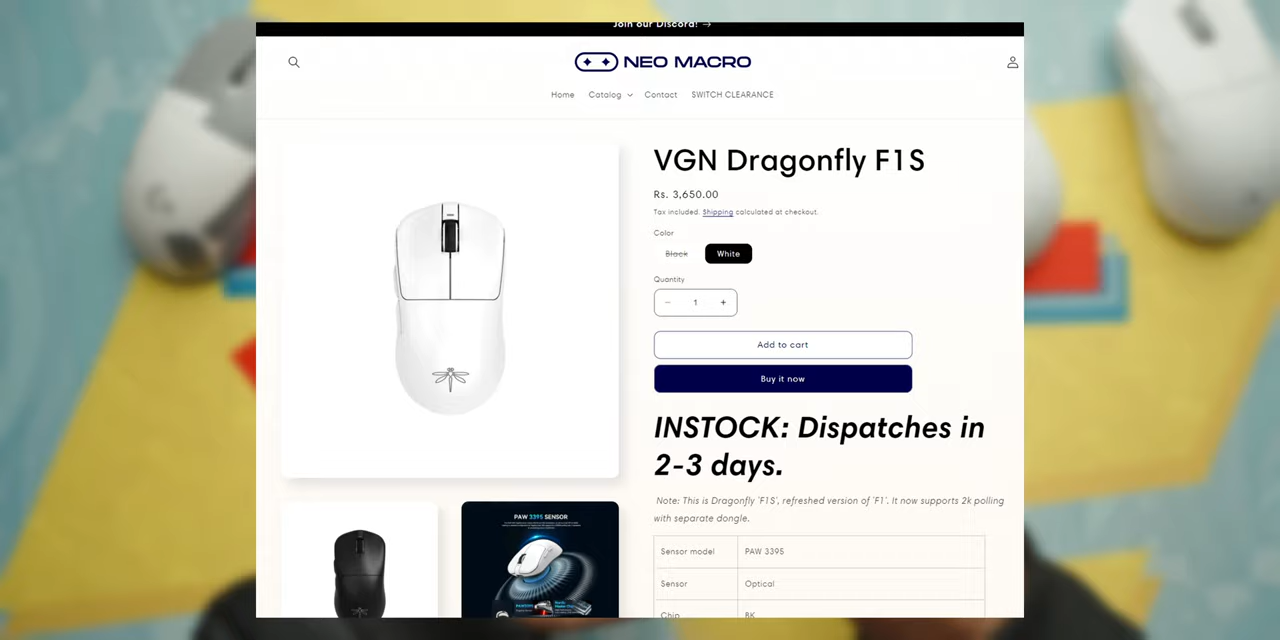 Join our Discord! →
NEO MACRO
Home Catalog Contact SWITCH CLEARANCE
VGN Dragonfly F1S
Rs. 3,650.00
Tax included. Shipping calculated at checkout.
Color
Black White
Quantity
− 1 +
Add to cart
Buy it now
INSTOCK: Dispatches in
2-3 days.
Note: This is Dragonfly 'F1S', refreshed version of 'F1'. It now supports 2k polling
with separate dongle.
Sensor model PAW 3395
Sensor Optical
Chip BK
PAW 3395 SENSOR